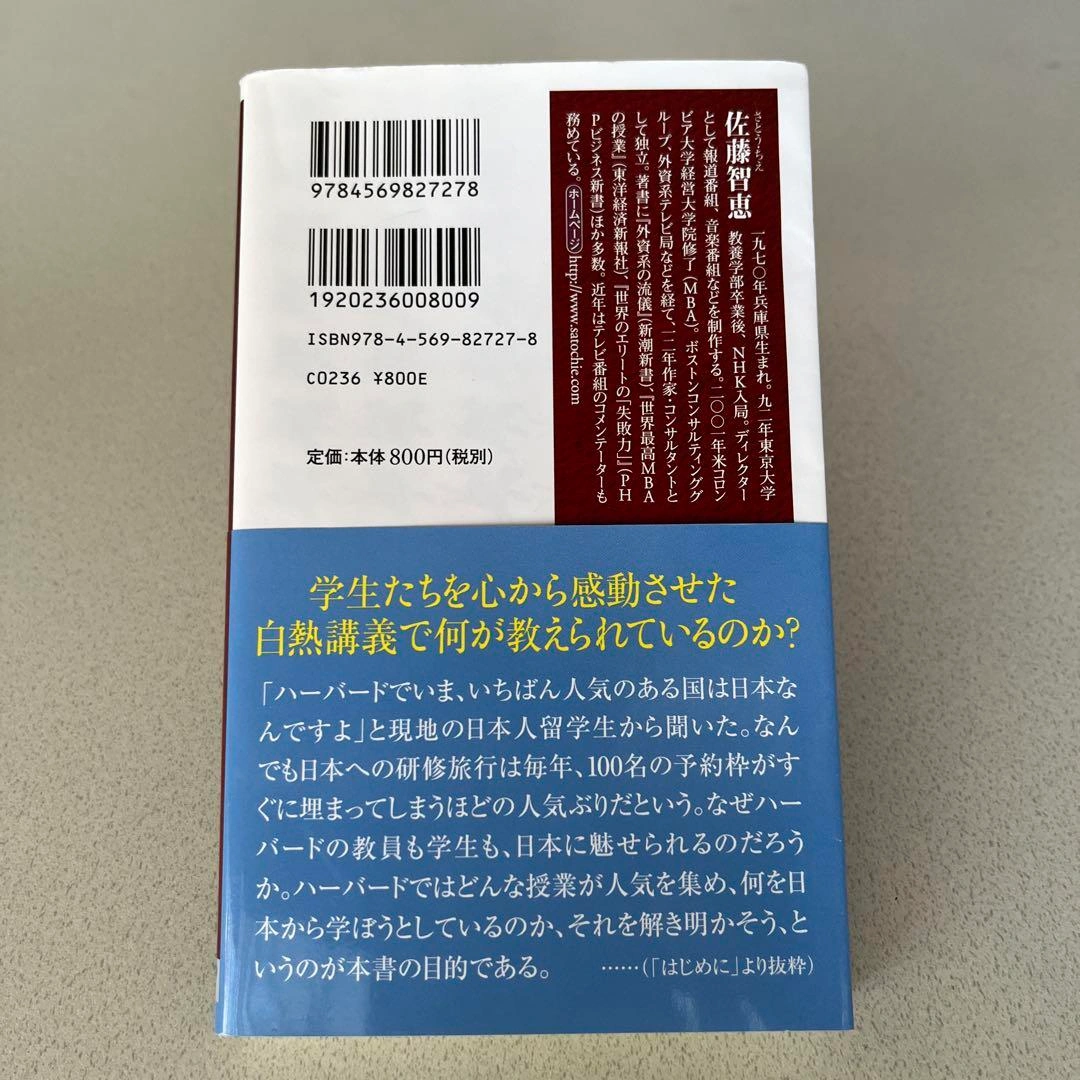 9784569827278
1920236008009
ISBN978-4-569-82727-8
C0236 ¥800E
定価:本体800円(税別)
さとう・ちえ
佐藤智恵
一九七〇年兵庫県生まれ。九二年東京大学
教養学部卒業後、NHK入局。ディレクター
として報道番組、音楽番組などを制作する。二〇〇一年米コロン
ビア大学経営大学院修了(MBA)。ボストンコンサルティンググ
ループ、外資系テレビ局などを経て、一二年作家・コンサルタントと
して独立。著書に『外資系の流儀』(新潮新書)、『世界最高MBA
の授業』(東洋経済新報社)、『世界のエリートの「失敗力」』(PH
Pビジネス新書)ほか多数。近年はテレビ番組のコメンテーターも
務めている。ホームページhttp://www.satochie.com
学生たちを心から感動させた
白熱講義で何が教えられているのか?
「ハーバードでいま、いちばん人気のある国は日本な
んですよ」と現地の日本人留学生から聞いた。なん
でも日本への研修旅行は毎年、100名の予約枠がす
ぐに埋まってしまうほどの人気ぶりだという。なぜハー
バードの教員も学生も、日本に魅せられるのだろう
か。ハーバードではどんな授業が人気を集め、何を日
本から学ぼうとしているのか、それを解き明かそう、と
いうのが本書の目的である。 ……(「はじめに」より抜粋)